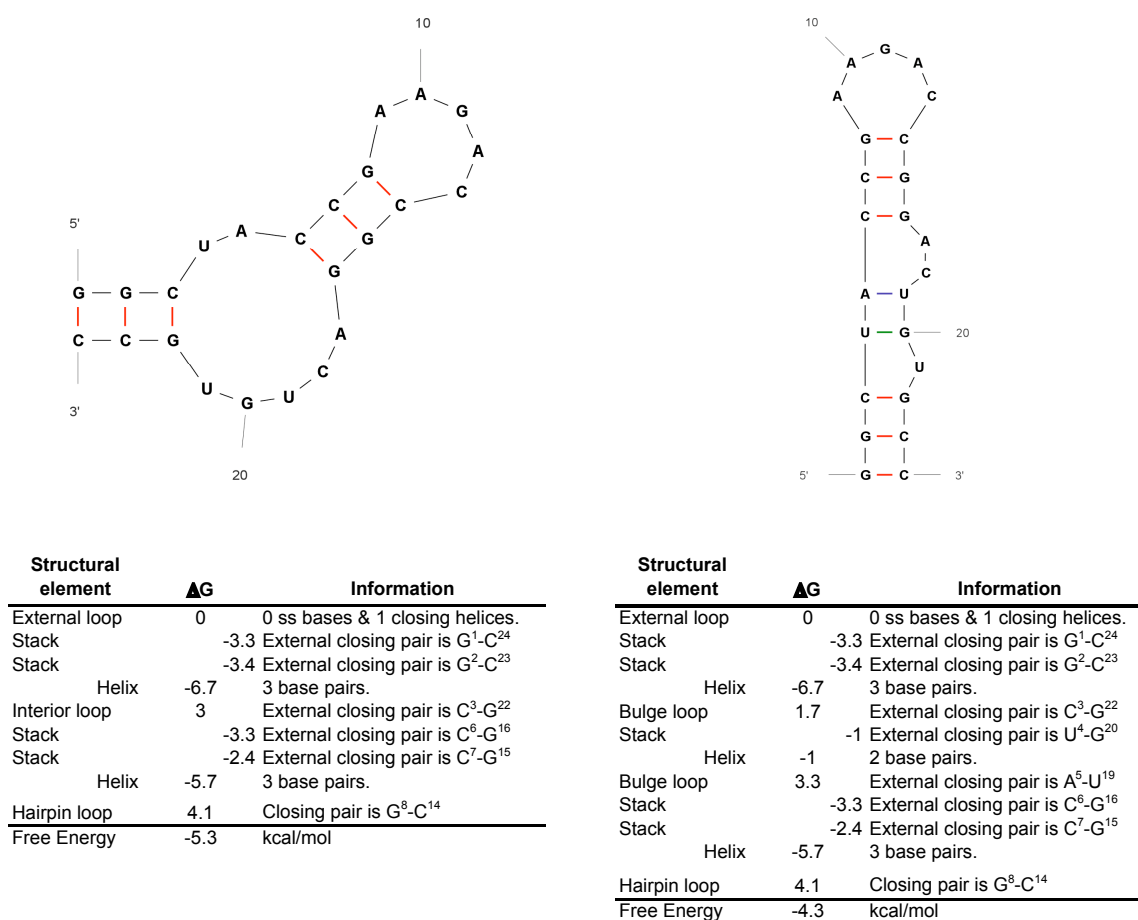 10
A
A G
A
G C
C C
5'
U A C G
G
G G C
A
C C G
C
U G U
3'
20
10
G
A A
A C
G C
C G
C G
A
C
A U
U G 20
U
C G
G C
5' G C 3'
Structural element ΔG Information
External loop 0 0 ss bases & 1 closing helices.
Stack -3.3 External closing pair is G¹-C²⁴
Stack -3.4 External closing pair is G²-C²³
Helix -6.7 3 base pairs.
Interior loop 3 External closing pair is C³-G²²
Stack -3.3 External closing pair is C⁶-G¹⁶
Stack -2.4 External closing pair is C⁷-G¹⁵
Helix -5.7 3 base pairs.
Hairpin loop 4.1 Closing pair is G⁸-C¹⁴
Free Energy -5.3 kcal/mol
Structural element ΔG Information
External loop 0 0 ss bases & 1 closing helices.
Stack -3.3 External closing pair is G¹-C²⁴
Stack -3.4 External closing pair is G²-C²³
Helix -6.7 3 base pairs.
Bulge loop 1.7 External closing pair is C³-G²²
Stack -1 External closing pair is U⁴-G²⁰
Helix -1 2 base pairs.
Bulge loop 3.3 External closing pair is A⁵-U¹⁹
Stack -3.3 External closing pair is C⁶-G¹⁶
Stack -2.4 External closing pair is C⁷-G¹⁵
Helix -5.7 3 base pairs.
Hairpin loop 4.1 Closing pair is G⁸-C¹⁴
Free Energy -4.3 kcal/mol